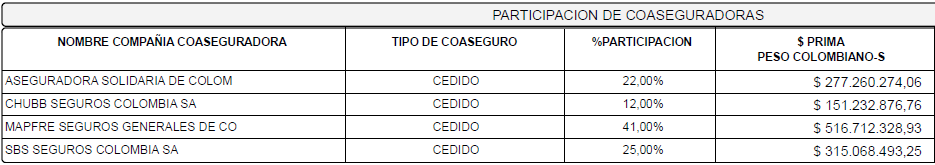 PARTICIPACION DE COASEGURADORAS
NOMBRE COMPAÑIA COASEGURADORA TIPO DE COASEGURO %PARTICIPACION $ PRIMA
PESO COLOMBIANO-S
ASEGURADORA SOLIDARIA DE COLOM CEDIDO 22,00% $ 277.260.274,06
CHUBB SEGUROS COLOMBIA SA CEDIDO 12,00% $ 151.232.876,76
MAPFRE SEGUROS GENERALES DE CO CEDIDO 41,00% $ 516.712.328,93
SBS SEGUROS COLOMBIA SA CEDIDO 25,00% $ 315.068.493,25